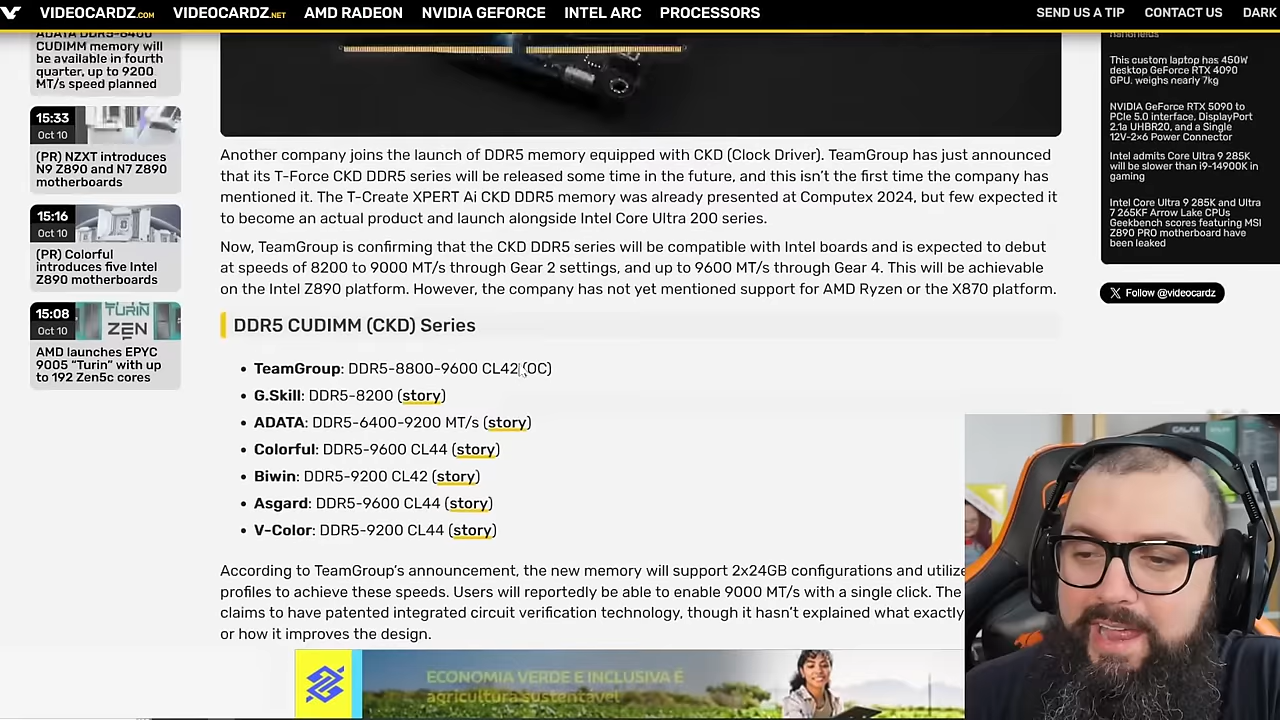 VIDEOCARDZ.COM VIDEOCARDZ.NET AMD RADEON NVIDIA GEFORCE INTEL ARC PROCESSORS SEND US A TIP CONTACT US DARK
ADATA DDR5-6400
CUDIMM memory will
be available in fourth
quarter, up to 9200
MT/s speed planned
15:33
Oct 10
(PR) NZXT introduces
N9 Z890 and N7 Z890
motherboards
15:16
Oct 10
(PR) Colorful
introduces five Intel
Z890 motherboards
15:08
Oct 10
TURIN
ZEN
AMD launches EPYC
9005 “Turin” with up
to 192 Zen5c cores
Another company joins the launch of DDR5 memory equipped with CKD (Clock Driver). TeamGroup has just announced
that its T-Force CKD DDR5 series will be released some time in the future, and this isn’t the first time the company has
mentioned it. The T-Create XPERT Ai CKD DDR5 memory was already presented at Computex 2024, but few expected it
to become an actual product and launch alongside Intel Core Ultra 200 series.
Now, TeamGroup is confirming that the CKD DDR5 series will be compatible with Intel boards and is expected to debut
at speeds of 8200 to 9000 MT/s through Gear 2 settings, and up to 9600 MT/s through Gear 4. This will be achievable
on the Intel Z890 platform. However, the company has not yet mentioned support for AMD Ryzen or the X870 platform.
DDR5 CUDIMM (CKD) Series
• TeamGroup: DDR5-8800-9600 CL42 (OC)
• G.Skill: DDR5-8200 (story)
• ADATA: DDR5-6400-9200 MT/s (story)
• Colorful: DDR5-9600 CL44 (story)
• Biwin: DDR5-9200 CL42 (story)
• Asgard: DDR5-9600 CL44 (story)
• V-Color: DDR5-9200 CL44 (story)
According to TeamGroup’s announcement, the new memory will support 2x24GB configurations and utilize
profiles to achieve these speeds. Users will reportedly be able to enable 9000 MT/s with a single click. The
claims to have patented integrated circuit verification technology, though it hasn’t explained what exactly
or how it improves the design.
ECONOMIA VERDE E INCLUSIVA É
agricultura sustentável
handhelds
This custom laptop has 450W
desktop GeForce RTX 4090
GPU, weighs nearly 7kg
NVIDIA GeForce RTX 5090 to
PCIe 5.0 interface, DisplayPort
2.1a UHBR20, and a Single
12V-2x6 Power Connector
Intel admits Core Ultra 9 285K
will be slower than i9-14900K in
gaming
Intel Core Ultra 9 285K and Ultra
7 265KF Arrow Lake CPUs
Geekbench scores featuring MSI
Z890 PRO motherboard have
been leaked
X Follow @videocardz
GALAX